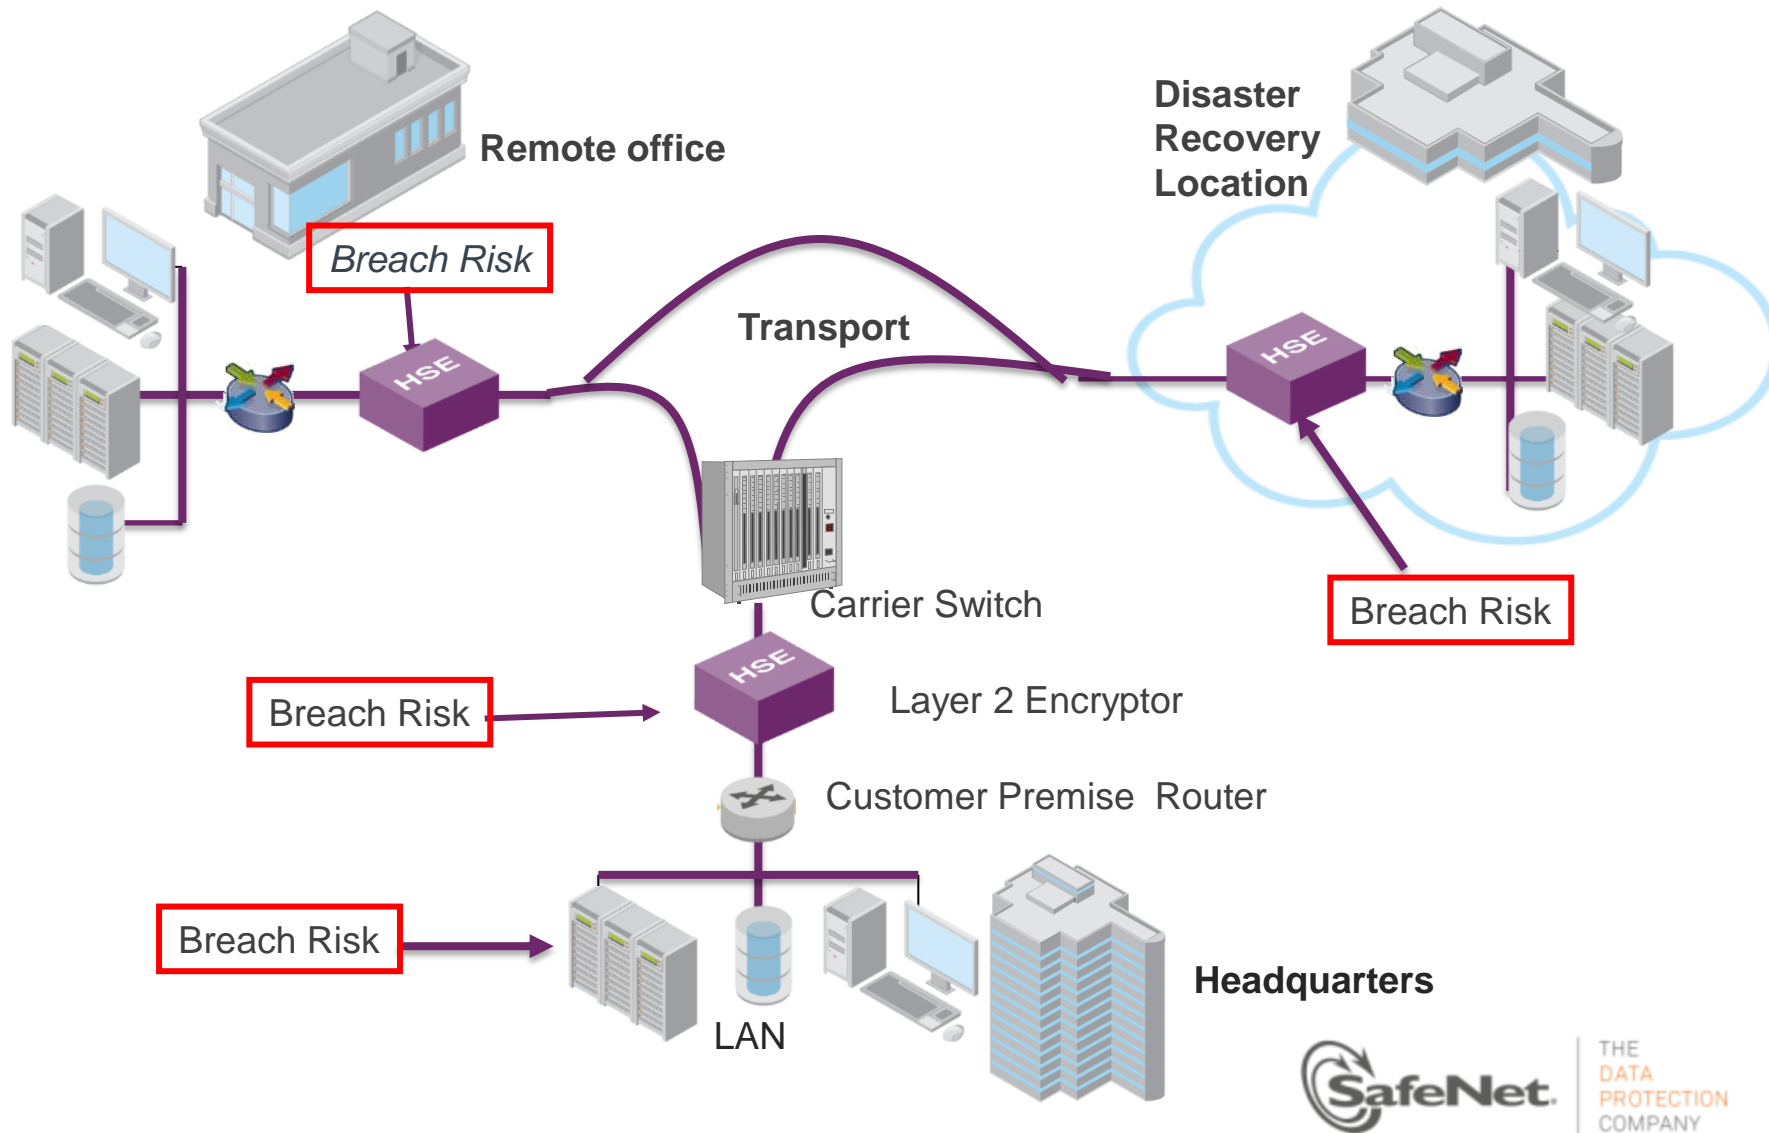 Disaster
Recovery
Location
Remote office
Breach Risk
Transport
HSE
HSE
Carrier Switch
Breach Risk
HSE
Layer 2 Encryptor
Breach Risk
Customer Premise  Router
Breach Risk
Headquarters
LAN
SafeNet.
THE
DATA
PROTECTION
COMPANY